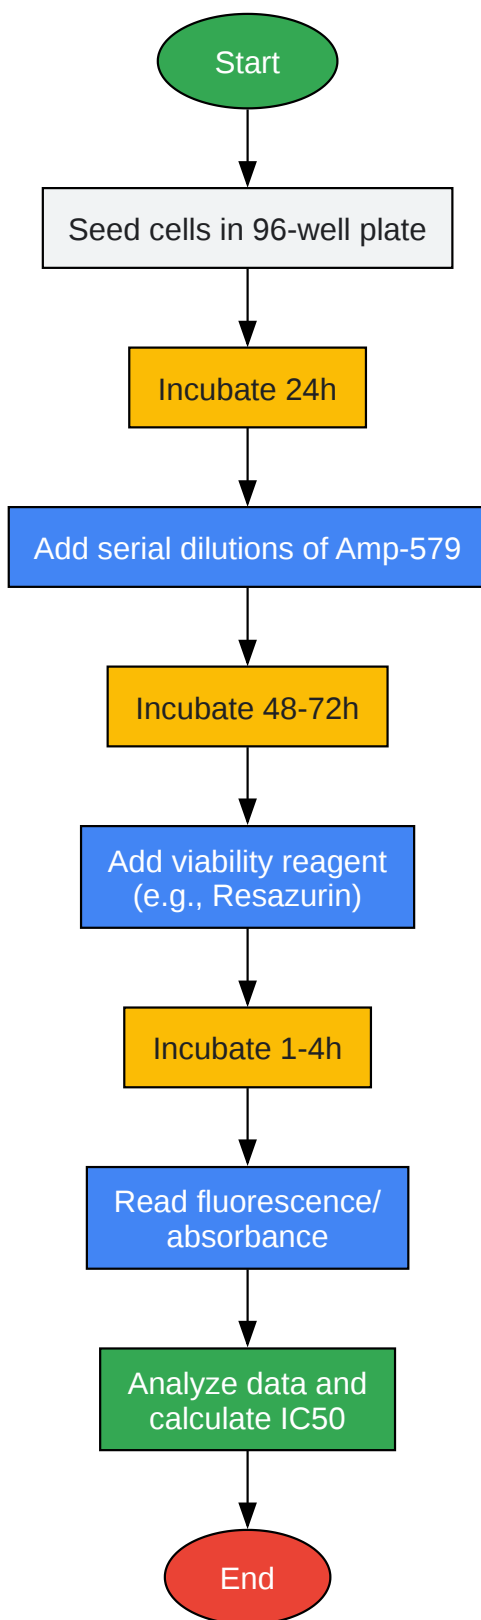 Start
Seed cells in 96-well plate
Incubate 24h
Add serial dilutions of Amp-579
Incubate 48-72h
Add viability reagent
(e.g., Resazurin)
Incubate 1-4h
Read fluorescence/
absorbance
Analyze data and
calculate IC50
End